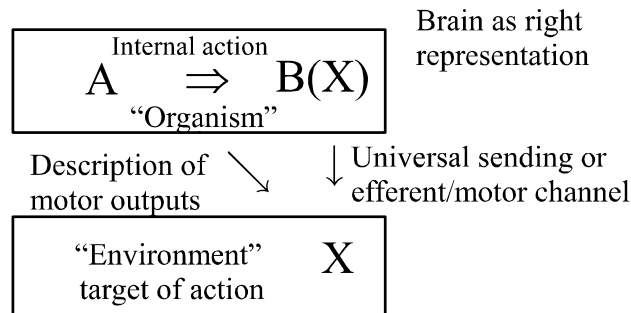 Brain as right
representation
Internal action
A ⇒ B(X)
“Organism”
Description of
motor outputs
Universal sending or
efferent/motor channel
“Environment”
target of action
X